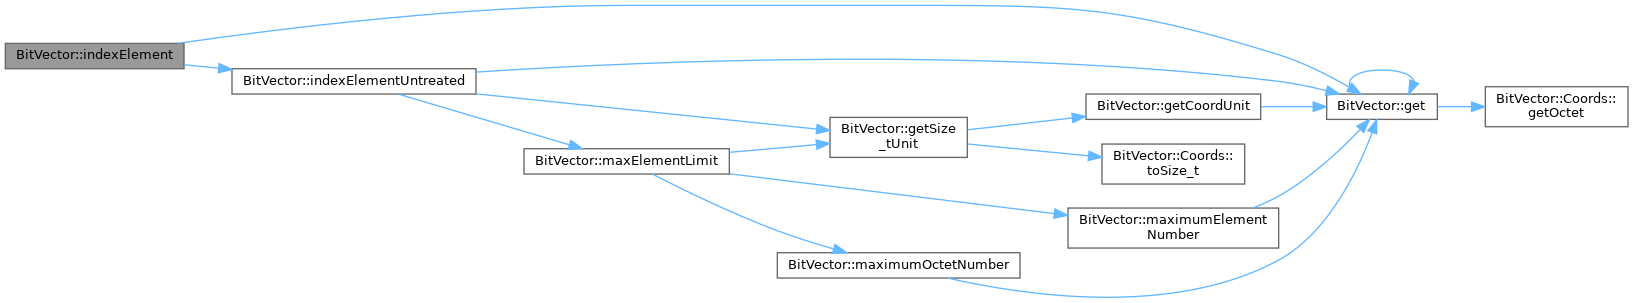 BitVector::indexElement
BitVector::indexElementUntreated
BitVector::maxElementLimit
BitVector::getSize
_tUnit
BitVector::getCoordUnit
BitVector::Coords::
toSize_t
BitVector::maximumElement
Number
BitVector::maximumOctetNumber
BitVector::get
BitVector::Coords::
getOctet